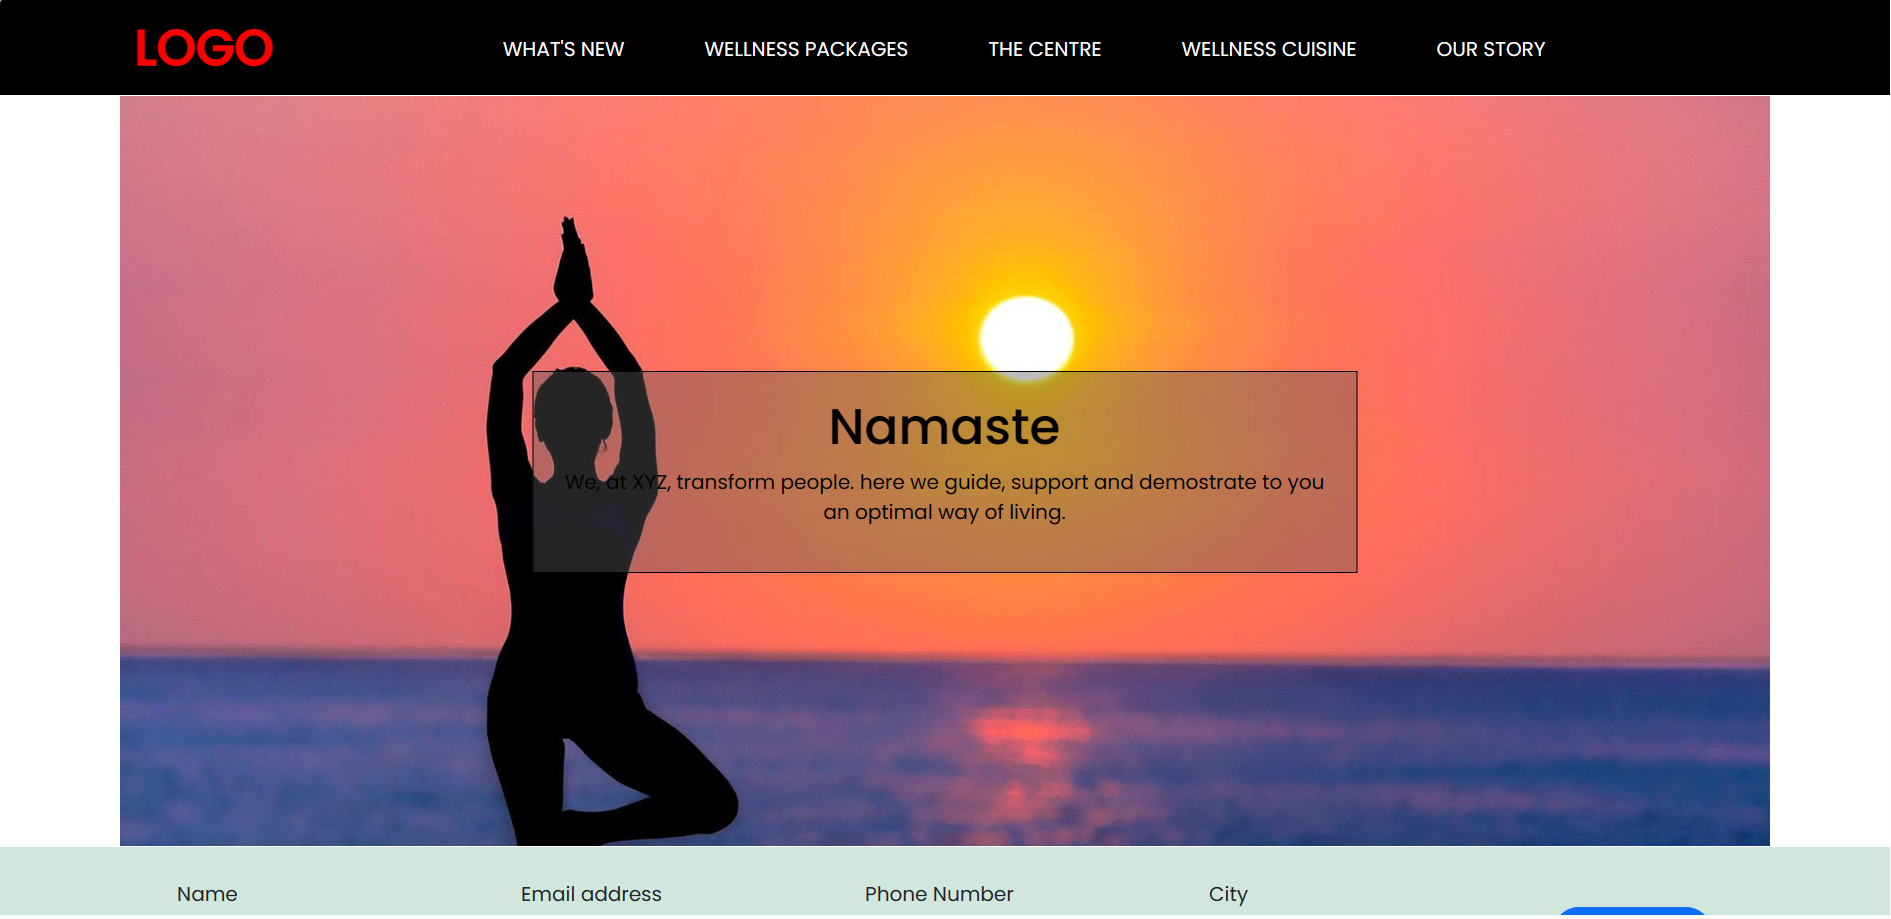 LOGO
WHAT'S NEW
WELLNESS PACKAGES
THE CENTRE
WELLNESS CUISINE
OUR STORY
Namaste
We, at XYZ, transform people. here we guide, support and demostrate to you
an optimal way of living.
Name
Email address
Phone Number
City